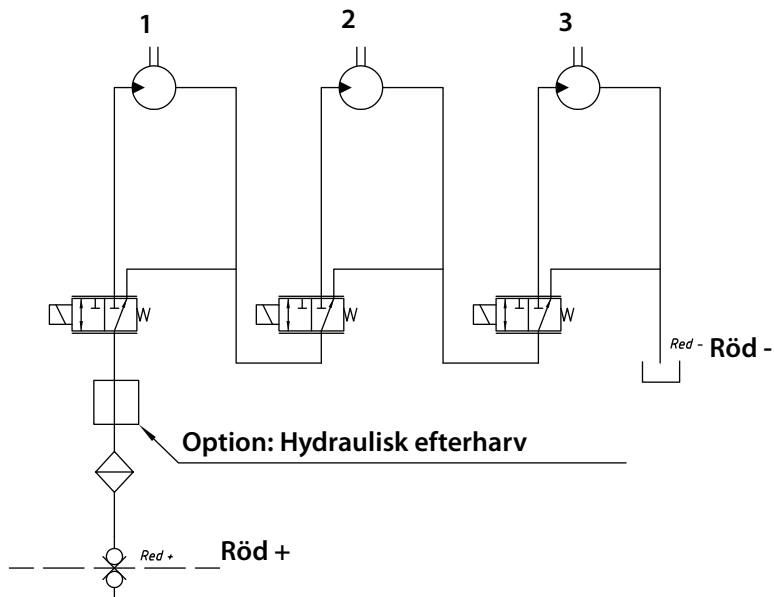 1
2
3
Red - Röd -
Option: Hydraulisk efterharv
Red + Röd +